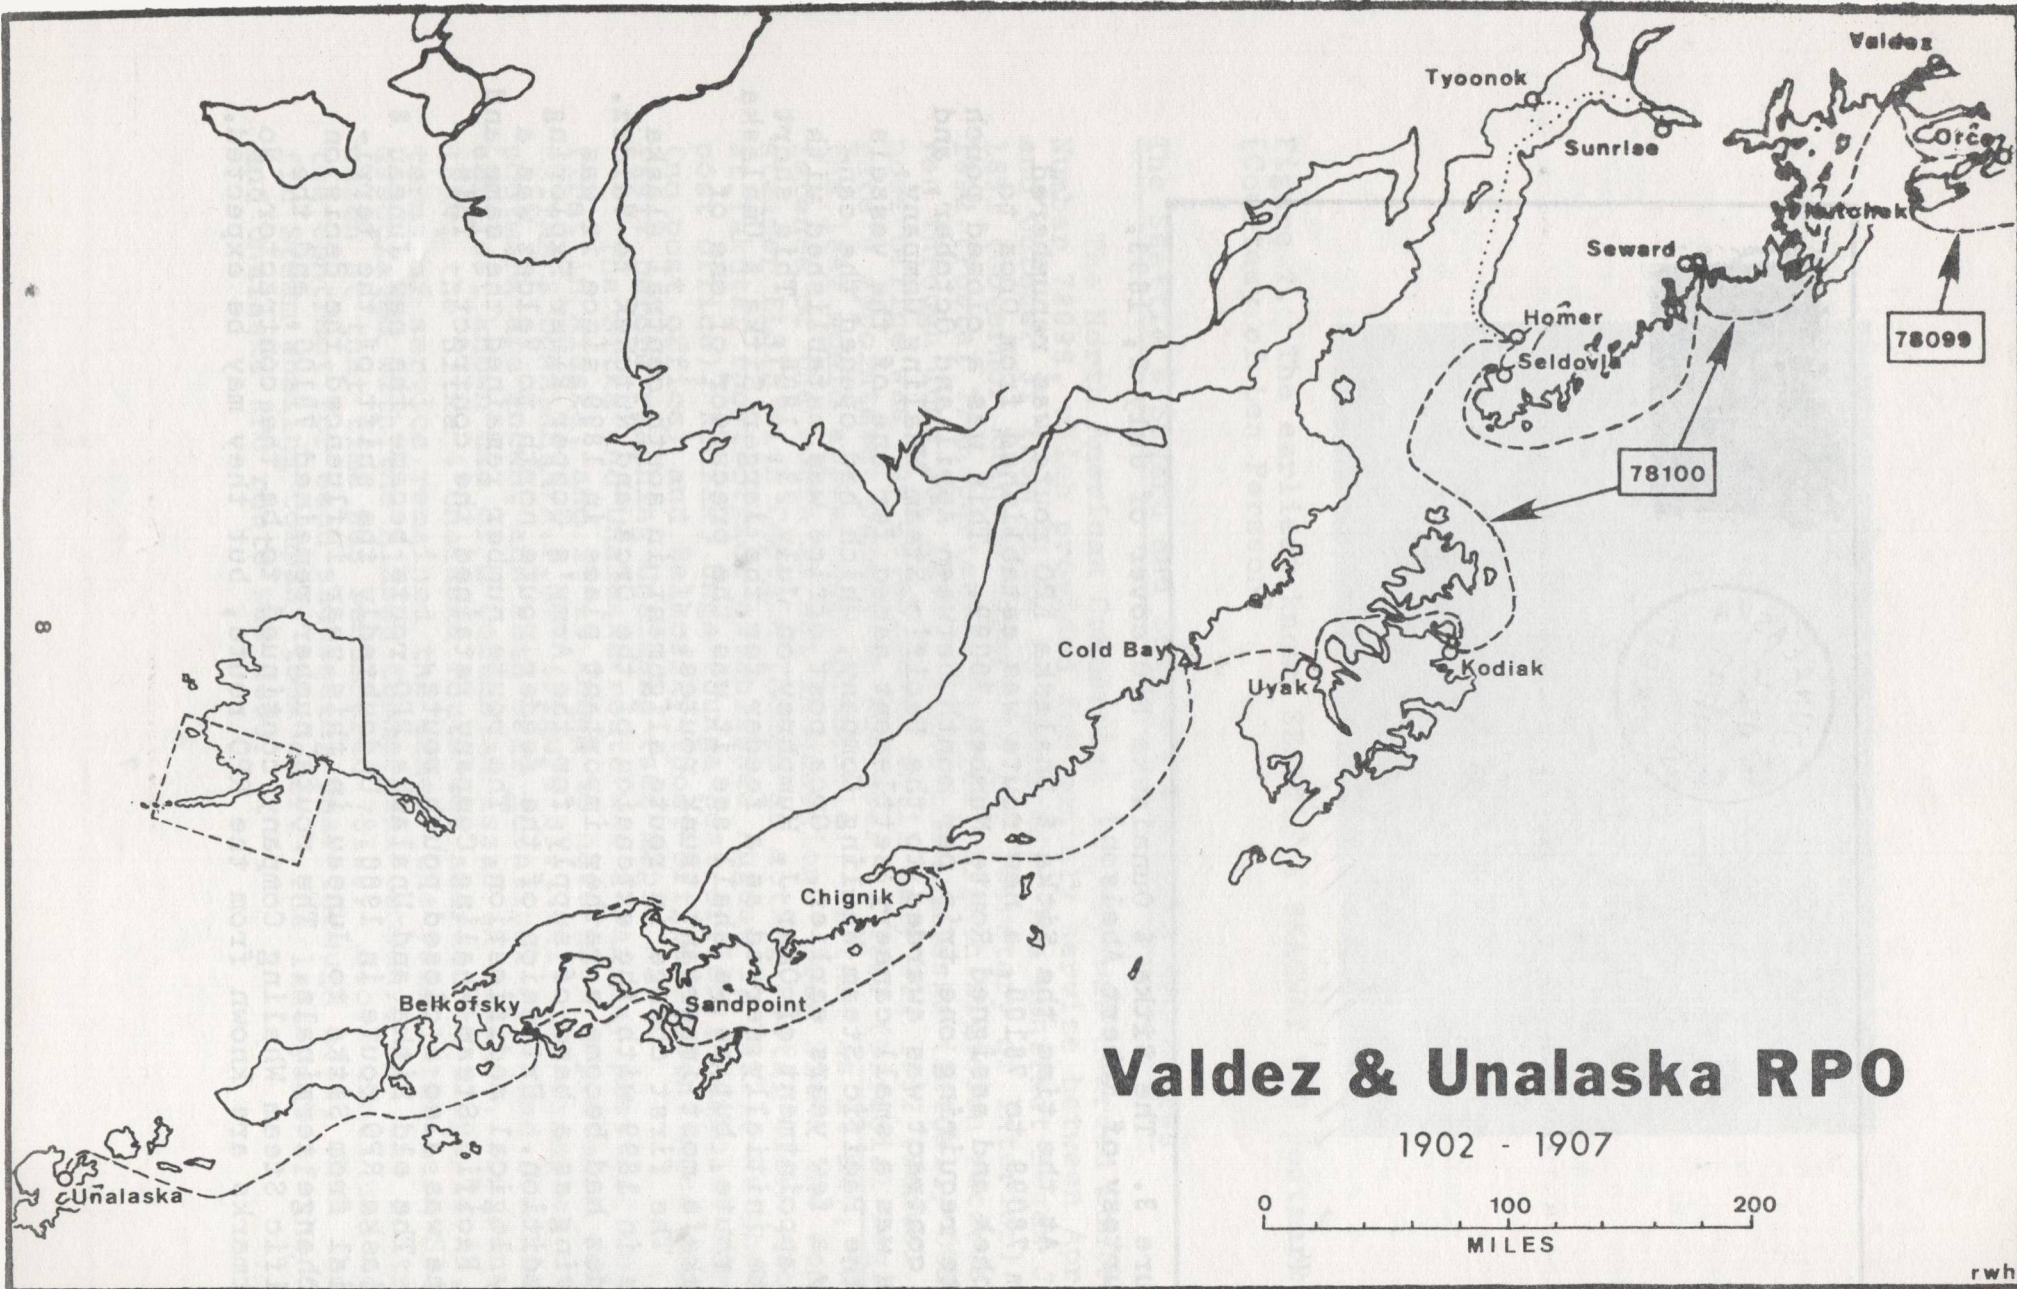 Valdez
Tyoonok
Orca
Sunrise
Nutchek
Seward
Homer
78099
Seldovia
78100
Cold Bay
Kodiak
Uyak
8
Chignik
Belkofsky
Sandpoint
Valdez & Unalaska RPO
1902 - 1907
Unalaska
0 100 200
MILES
rwh